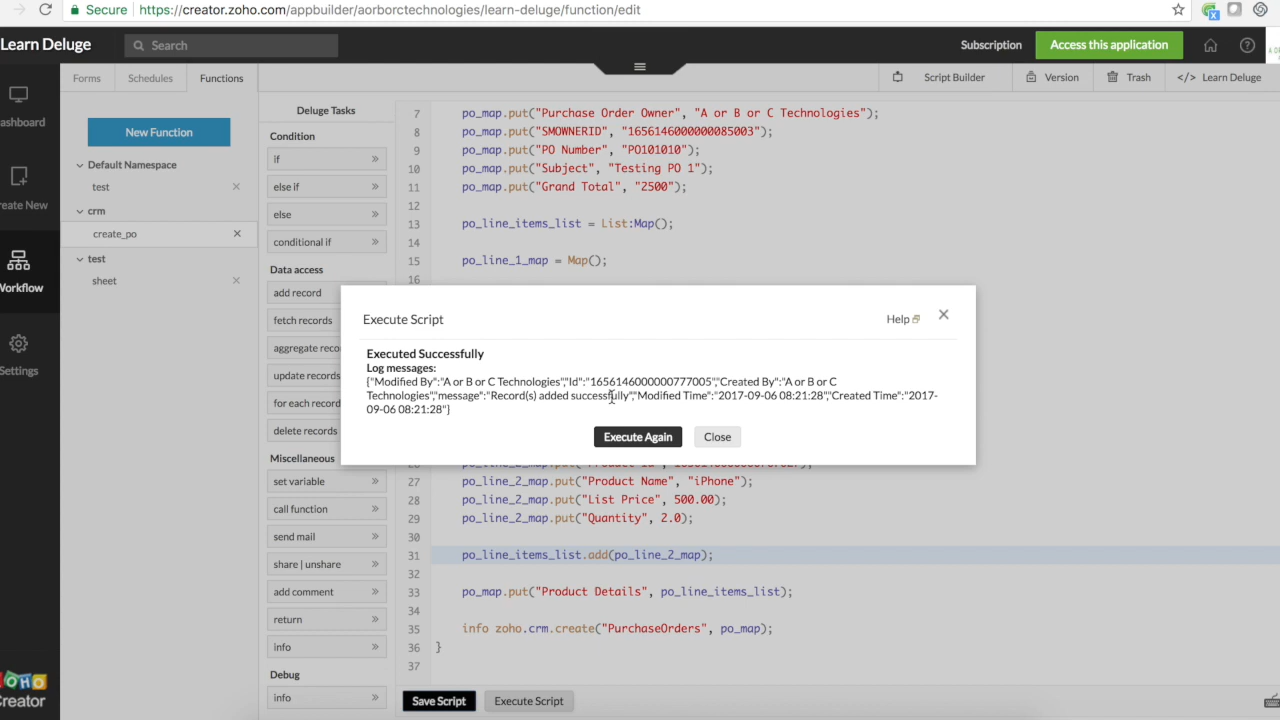 Secure https://creator.zoho.com/appbuilder/aorborctechnologies/learn-deluge/function/edit
Learn Deluge
Search
Subscription
Access this application
Forms
Schedules
Functions
Script Builder
Version
Trash
</> Learn Deluge
ashboard
reate New
Workflow
Settings
ZOHO
Creator
New Function
Default Namespace
test
crm
create_po
test
sheet
Deluge Tasks
Condition
if
else if
else
conditional if
Data access
add record
fetch records
aggregate reco
update records
for each record
delete records
Miscellaneous
set variable
call function
send mail
share | unshare
add comment
return
info
Debug
info
7 po_map.put("Purchase Order Owner", "A or B or C Technologies");
8 po_map.put("SMOWNERID", "1656146000000085003");
9 po_map.put("PO Number", "PO101010");
10 po_map.put("Subject", "Testing PO 1");
11 po_map.put("Grand Total", "2500");
12
13 po_line_items_list = List:Map();
14
15 po_line_1_map = Map();
16
Execute Script
Help
Executed Successfully
Log messages:
{"Modified By":"A or B or C Technologies","Id":"1656146000000777005","Created By":"A or B or C
Technologies","message":"Record(s) added successfully","Modified Time":"2017-09-06 08:21:28","Created Time":"2017-
09-06 08:21:28"}
Execute Again
Close
27 po_line_2_map.put("Product Name", "iPhone");
28 po_line_2_map.put("List Price", 500.00);
29 po_line_2_map.put("Quantity", 2.0);
30
31 po_line_items_list.add(po_line_2_map);
32
33 po_map.put("Product Details", po_line_items_list);
34
35 info zoho.crm.create("PurchaseOrders", po_map);
36 }
37
Save Script
Execute Script